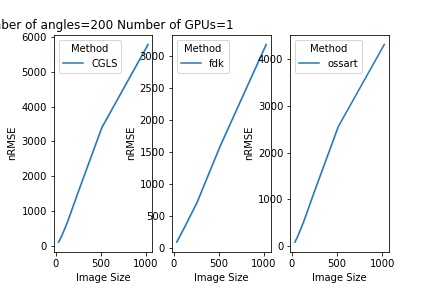 ber of angles=200 Number of GPUs=1
Method
CGLS
nRMSE
6000
5000
4000
3000
2000
1000
0
0
500
1000
Image Size
Method
fdk
nRMSE
3000
2500
2000
1500
1000
500
0
0
500
1000
Image Size
Method
ossart
nRMSE
4000
3000
2000
1000
0
0
500
1000
Image Size